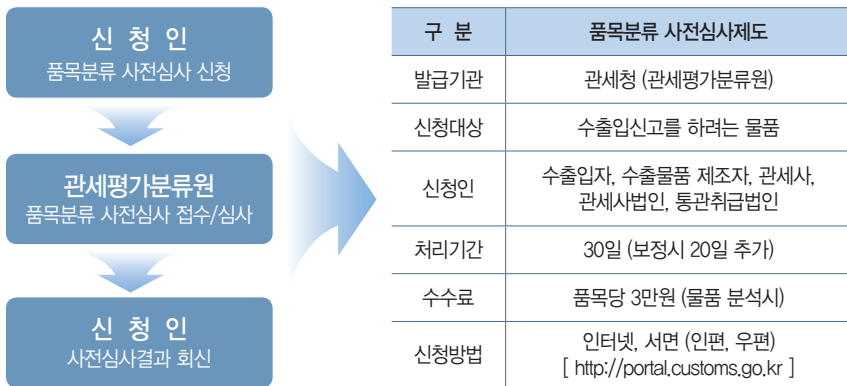 신 청 인
품목분류 사전심사 신청
관세평가분류원
품목분류 사전심사 접수/심사
신 청 인
사전심사결과 회신
구 분 품목분류 사전심사제도
발급기관 관세청 (관세평가분류원)
신청대상 수출입신고를 하려는 물품
신청인 수출입자, 수출물품 제조자, 관세사,
관세사법인, 통관취급법인
처리기간 30일 (보정시 20일 추가)
수수료 품목당 3만원 (물품 분석시)
신청방법 인터넷, 서면 (인편, 우편)
[ http://portal.customs.go.kr ]